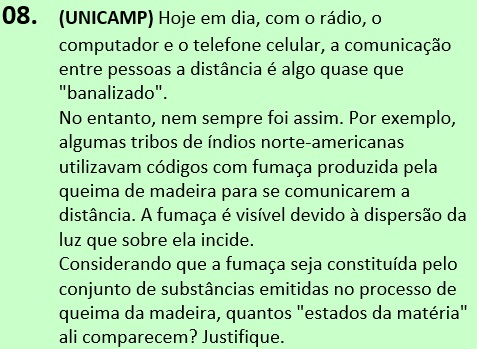 08. (UNICAMP) Hoje em dia, com o rádio, o
computador e o telefone celular, a comunicação
entre pessoas a distância é algo quase que
"banalizado".
No entanto, nem sempre foi assim. Por exemplo,
algumas tribos de índios norte-americanas
utilizavam códigos com fumaça produzida pela
queima de madeira para se comunicarem a
distância. A fumaça é visível devido à dispersão da
luz que sobre ela incide.
Considerando que a fumaça seja constituída pelo
conjunto de substâncias emitidas no processo de
queima da madeira, quantos "estados da matéria"
ali comparecem? Justifique.